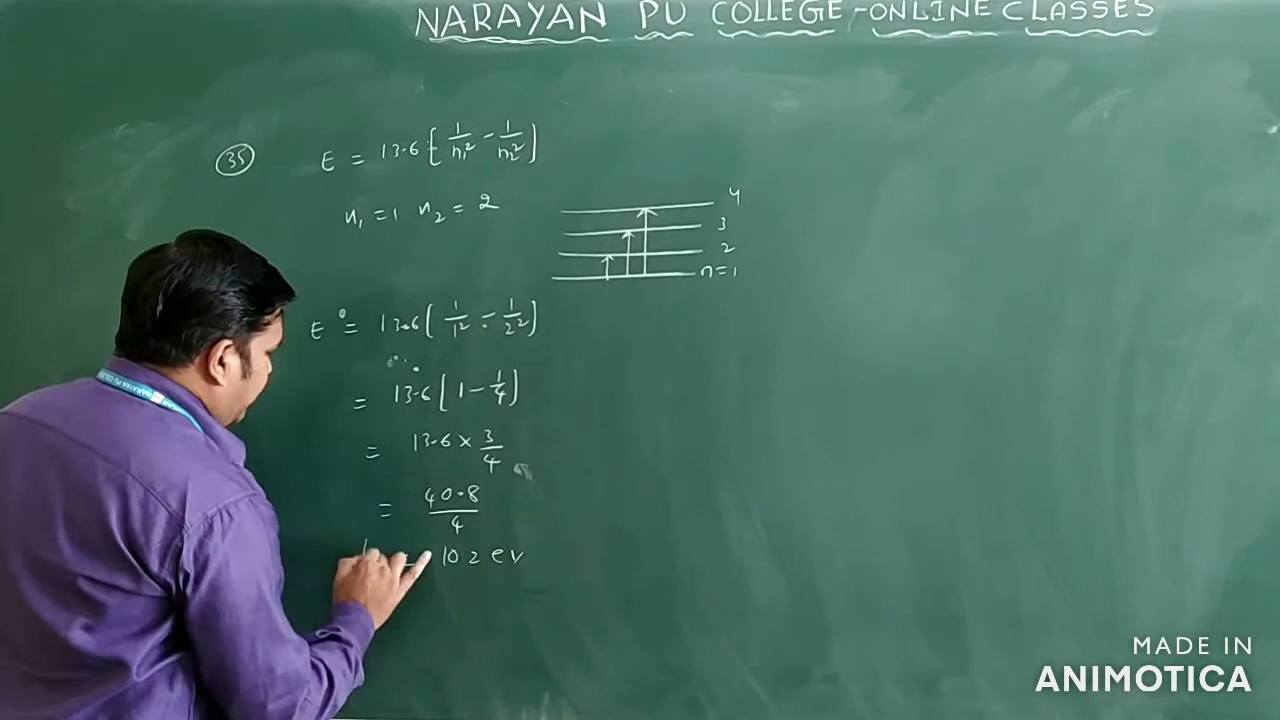 NARAYAN PU COLLEGE - ONLINE CLASSES
35
E = 13.6 [ 1/n₁² - 1/n₂² ]
n₁ = 1 n₂ = 2
4
3
2
n=1
E = 13.6 [ 1/1² - 1/2² ]
= 13.6 [ 1 - 1/4 ]
= 13.6 × 3/4
= 40.8/4
= 10.2 ev
MADE IN
ANIMOTICA